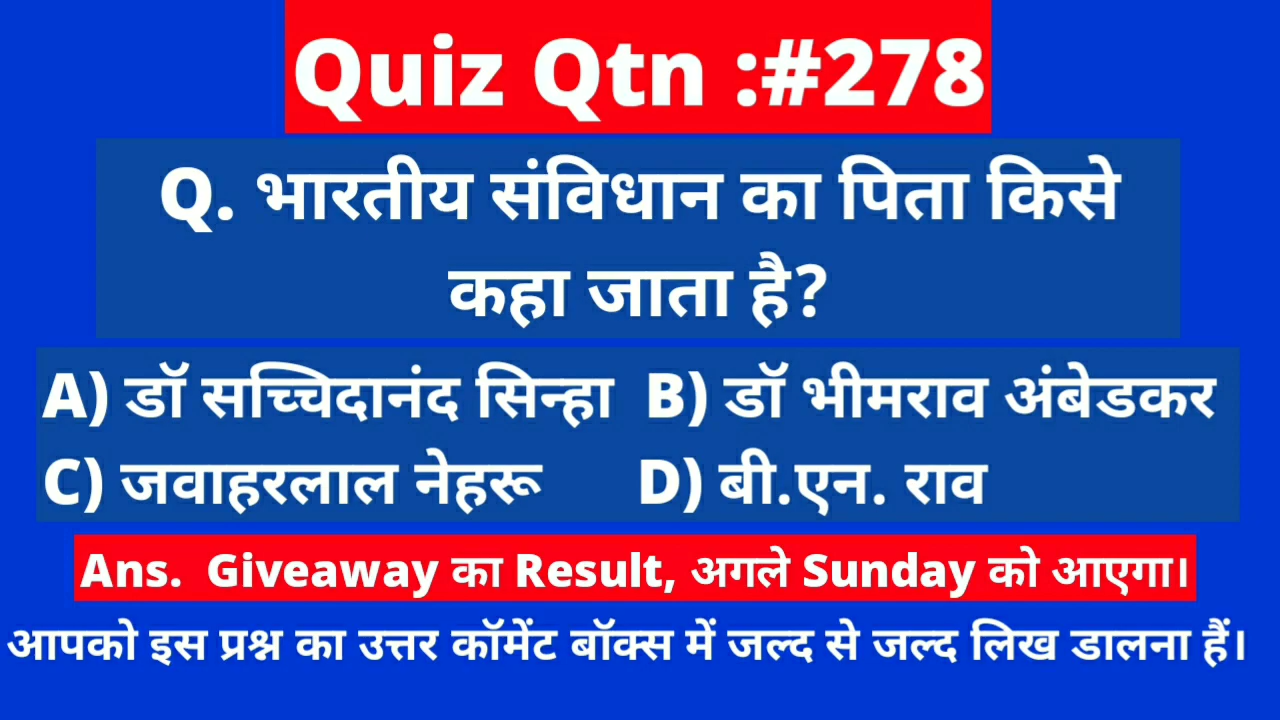 Quiz Qtn :#278
Q. भारतीय संविधान का पिता किसे
कहा जाता है?
A) डॉ सच्चिदानंद सिन्हा B) डॉ भीमराव अंबेडकर
C) जवाहरलाल नेहरू D) बी.एन. राव
Ans. Giveaway का Result, अगले Sunday को आएगा।
आपको इस प्रश्न का उत्तर कॉमेंट बॉक्स में जल्द से जल्द लिख डालना हैं।